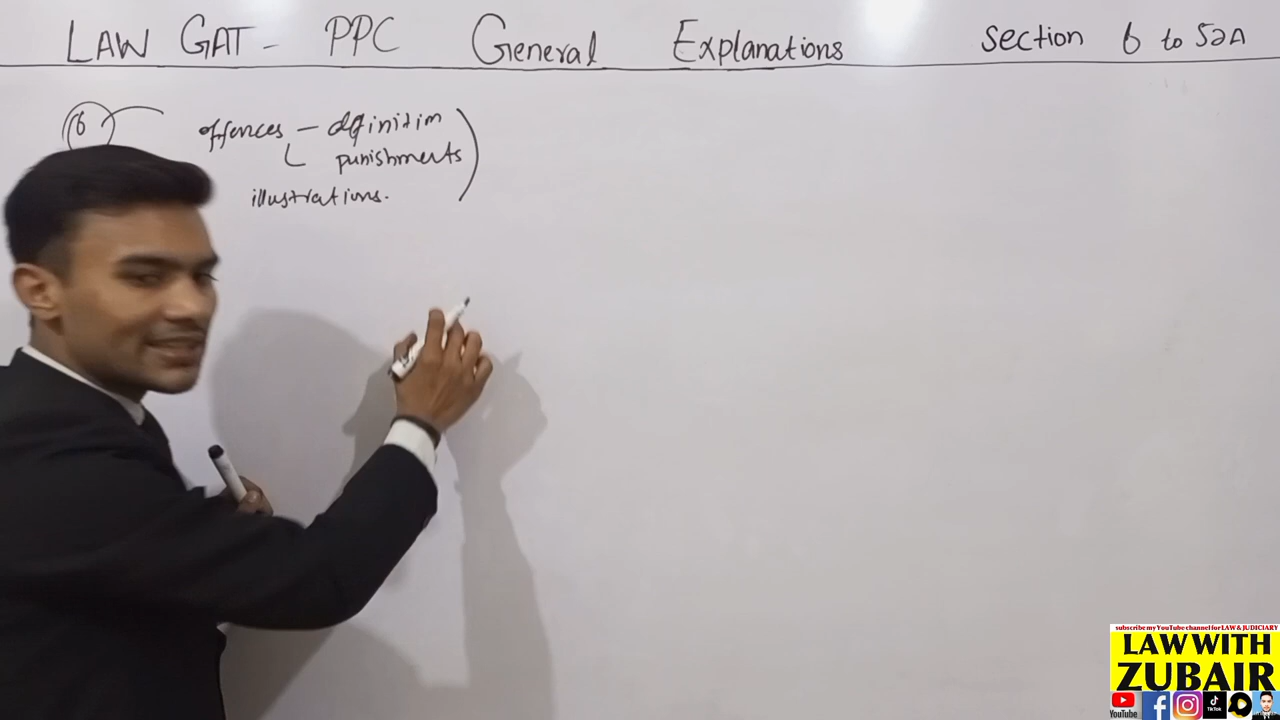 LAW GAT - PPC General Explanations Section 6 to 52A
6 offences - definition
punishments
illustrations.
subscribe my YouTube channel for LAW & JUDICIARY
LAW WITH
ZUBAIR
YouTube TikTok